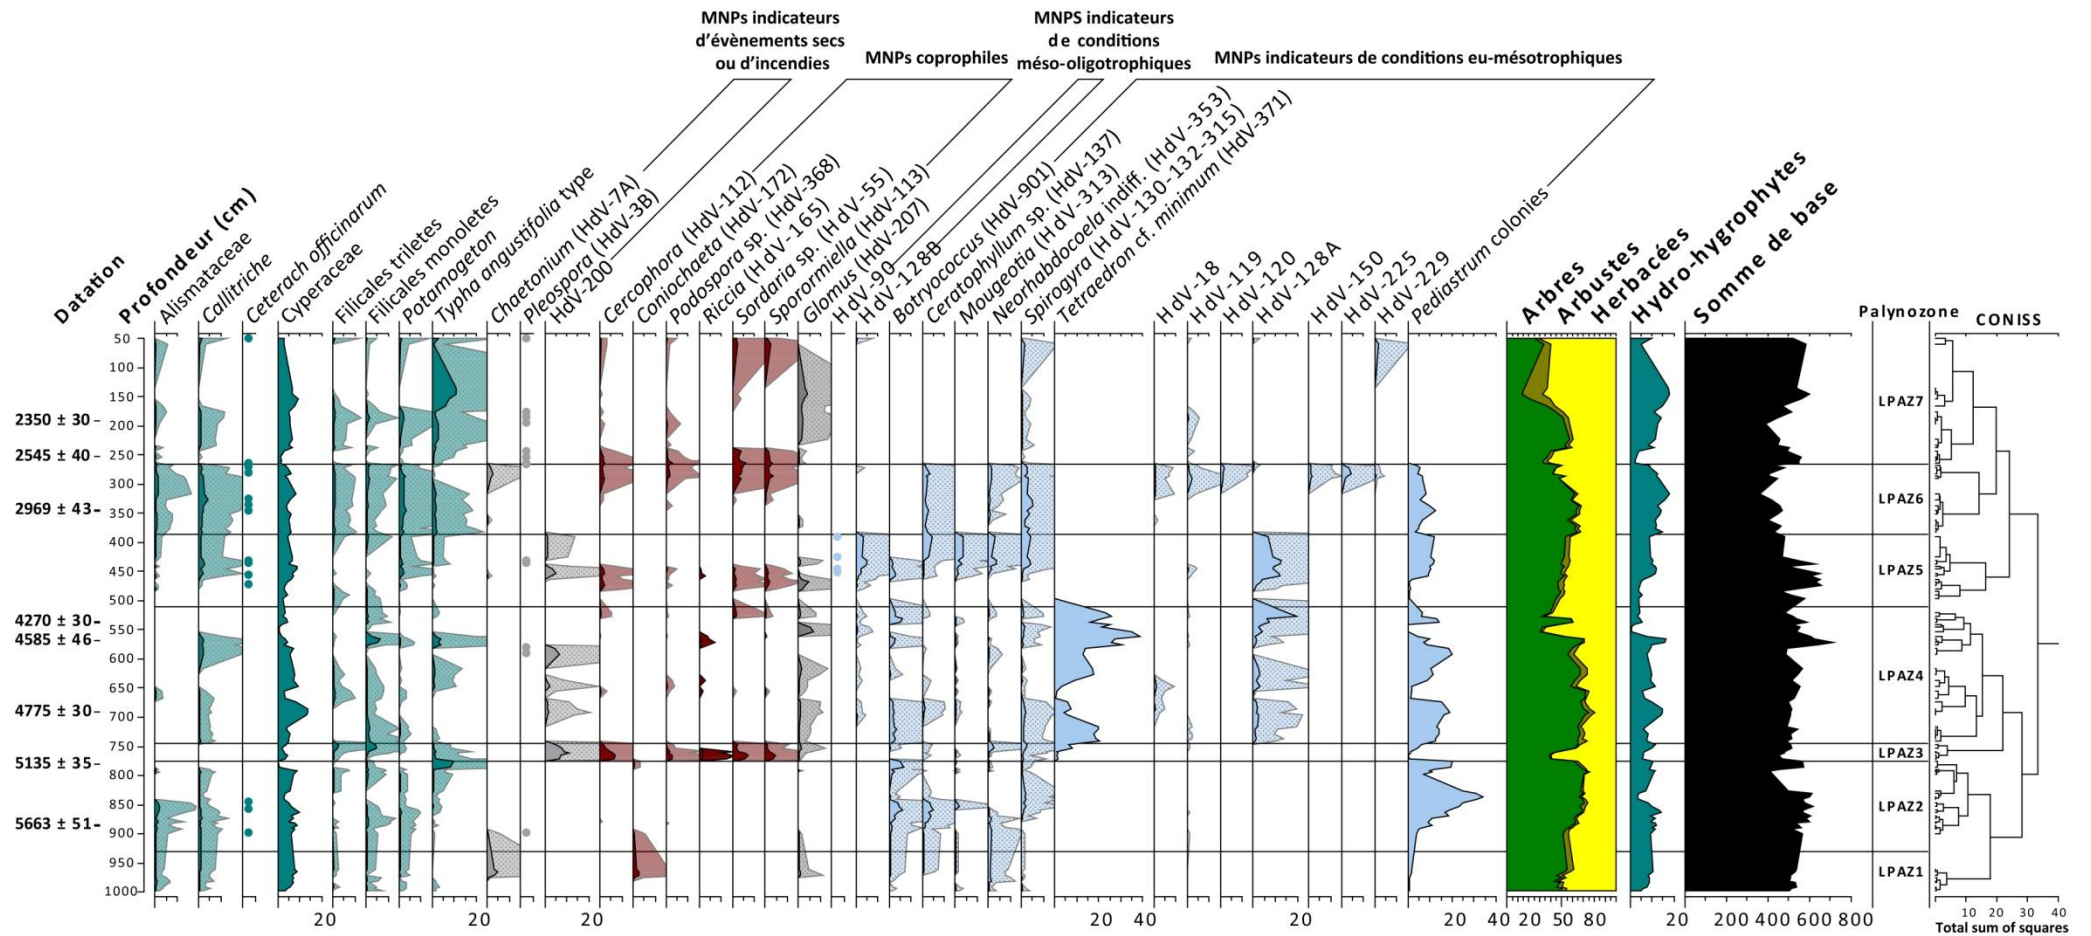 MNPs indicateurs
d'évènements secs
ou d'incendies
MNPs coprophiles
MNPS indicateurs
de conditions
méso-oligotrophiques
MNPs indicateurs de conditions eu-mésotrophiques
Datation
Profondeur (cm)
Alismataceae
Callitriche
Ceterach officinarum
Cyperaceae
Filicales triletes
Filicales monoletes
Potamogeton
Typha angustifolia type
Chaetonium (HdV-7A)
Pleospora (HdV-3B)
HdV-200
Cercophora (HdV-112)
Coniochaeta (HdV-172)
Podospora sp. (HdV-368)
Riccia (HdV-165)
Sordaria sp. (HdV-55)
Sporormiella (HdV-113)
Glomus (HdV-207)
HdV-90
HdV-128B
Botryococcus (HdV-901)
Ceratophyllum sp. (HdV-137)
Mougeotia (HdV-313)
Neorhabdocoela indiff. (HdV-353)
Spirogyra (HdV-130-132-315)
Tetraedron cf. minimum (HdV-371)
HdV-18
HdV-119
HdV-120
HdV-128A
HdV-150
HdV-225
HdV-229
Pediastrum colonies
Arbres
Arbustes
Herbacées
Hydro-hygrophytes
Somme de base
Palynozone
CONISS
50
100
150
2350 ± 30
200
2545 ± 40
250
300
2969 ± 43
350
400
450
500
4270 ± 30
550
4585 ± 46
600
650
4775 ± 30
700
750
5135 ± 35
800
850
5663 ± 51
900
950
1000
LPAZ7
LPAZ6
LPAZ5
LPAZ4
LPAZ3
LPAZ2
LPAZ1
20 20 20 20 40 20 20 40 20 50 80 20 200 400 600 800
10 20 30 40
Total sum of squares